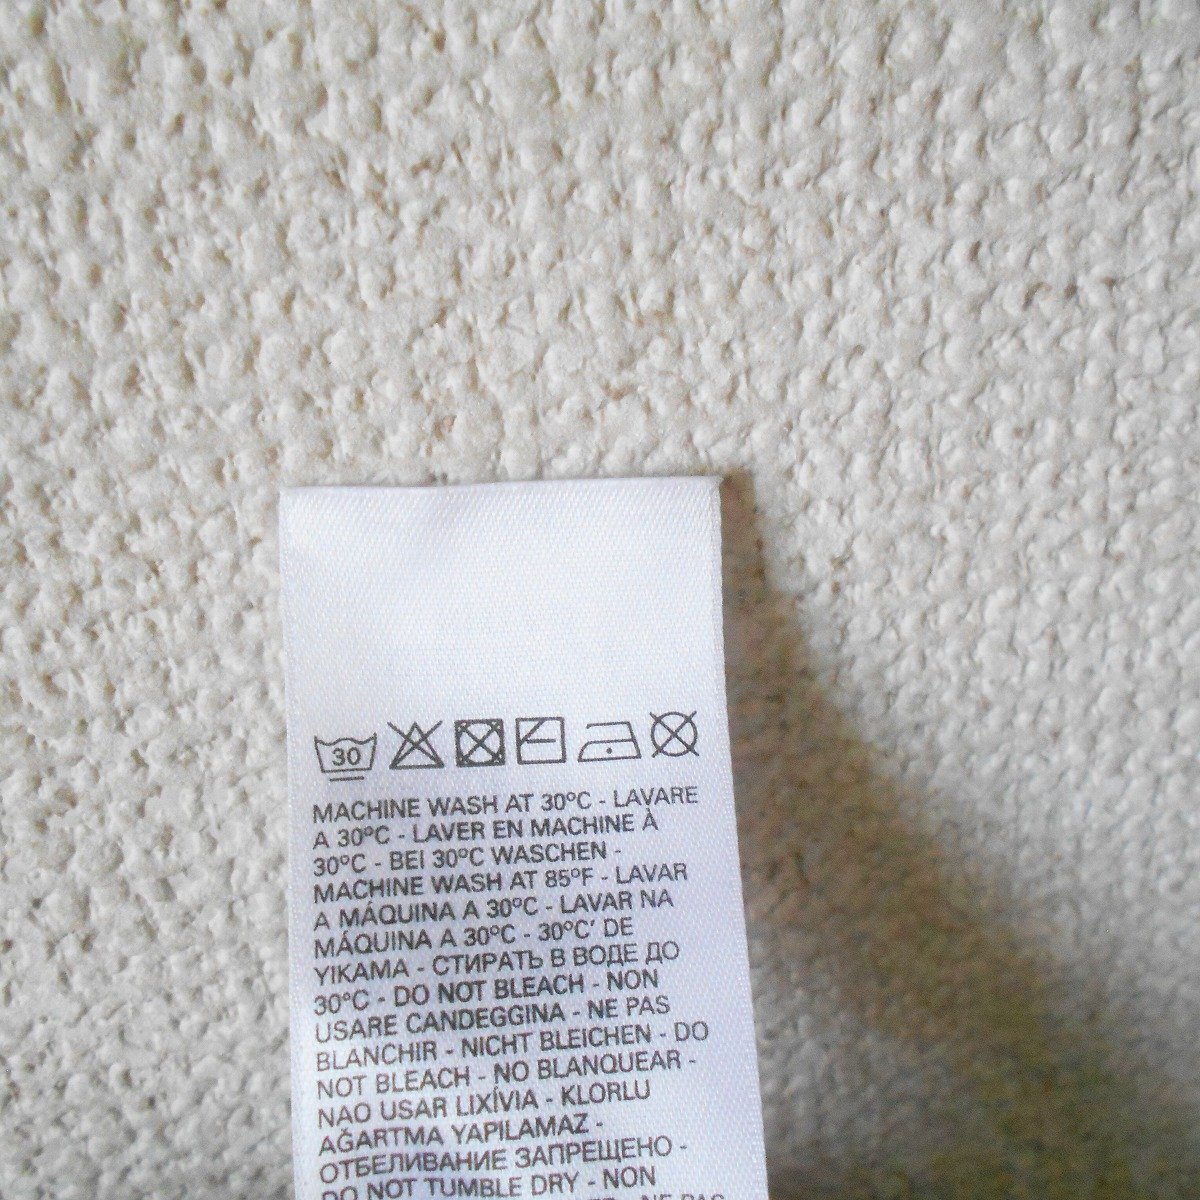 30
MACHINE WASH AT 30ºC - LAVARE
A 30ºC - LAVER EN MACHINE À
30ºC - BEI 30ºC WASCHEN -
MACHINE WASH AT 85ºF - LAVAR
A MÁQUINA A 30ºC - LAVAR NA
MÁQUINA A 30ºC - 30ºC' DE
YIKAMA - СТИРАТЬ В ВОДЕ ДО
30ºC - DO NOT BLEACH - NON
USARE CANDEGGINA - NE PAS
BLANCHIR - NICHT BLEICHEN - DO
NOT BLEACH - NO BLANQUEAR -
NAO USAR LIXÍVIA - KLORLU
AĞARTMA YAPILAMAZ -
ОТБЕЛИВАНИЕ ЗАПРЕЩЕНО -
DO NOT TUMBLE DRY - NON
- NE PAS